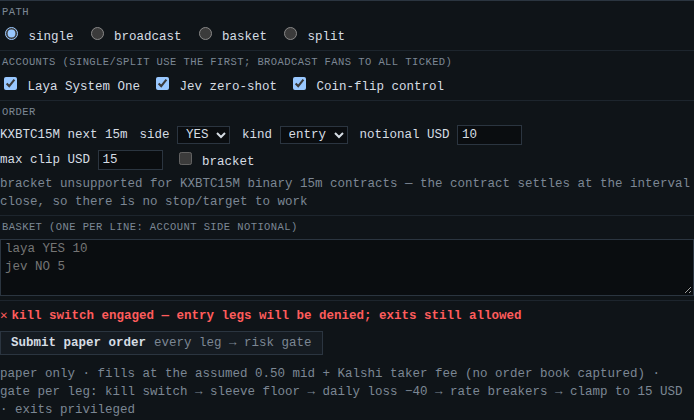 PATH
single broadcast basket split
ACCOUNTS (SINGLE/SPLIT USE THE FIRST; BROADCAST FANS TO ALL TICKED)
Laya System One Jev zero-shot Coin-flip control
ORDER
KXBTC15M next 15m side YES kind entry notional USD 10
max clip USD 15 bracket
bracket unsupported for KXBTC15M binary 15m contracts — the contract settles at the interval
close, so there is no stop/target to work
BASKET (ONE PER LINE: ACCOUNT SIDE NOTIONAL)
laya YES 10
jev NO 5
✕ kill switch engaged — entry legs will be denied; exits still allowed
Submit paper order every leg → risk gate
paper only · fills at the assumed 0.50 mid + Kalshi taker fee (no order book captured) ·
gate per leg: kill switch → sleeve floor → daily loss −40 → rate breakers → clamp to 15 USD
· exits privileged